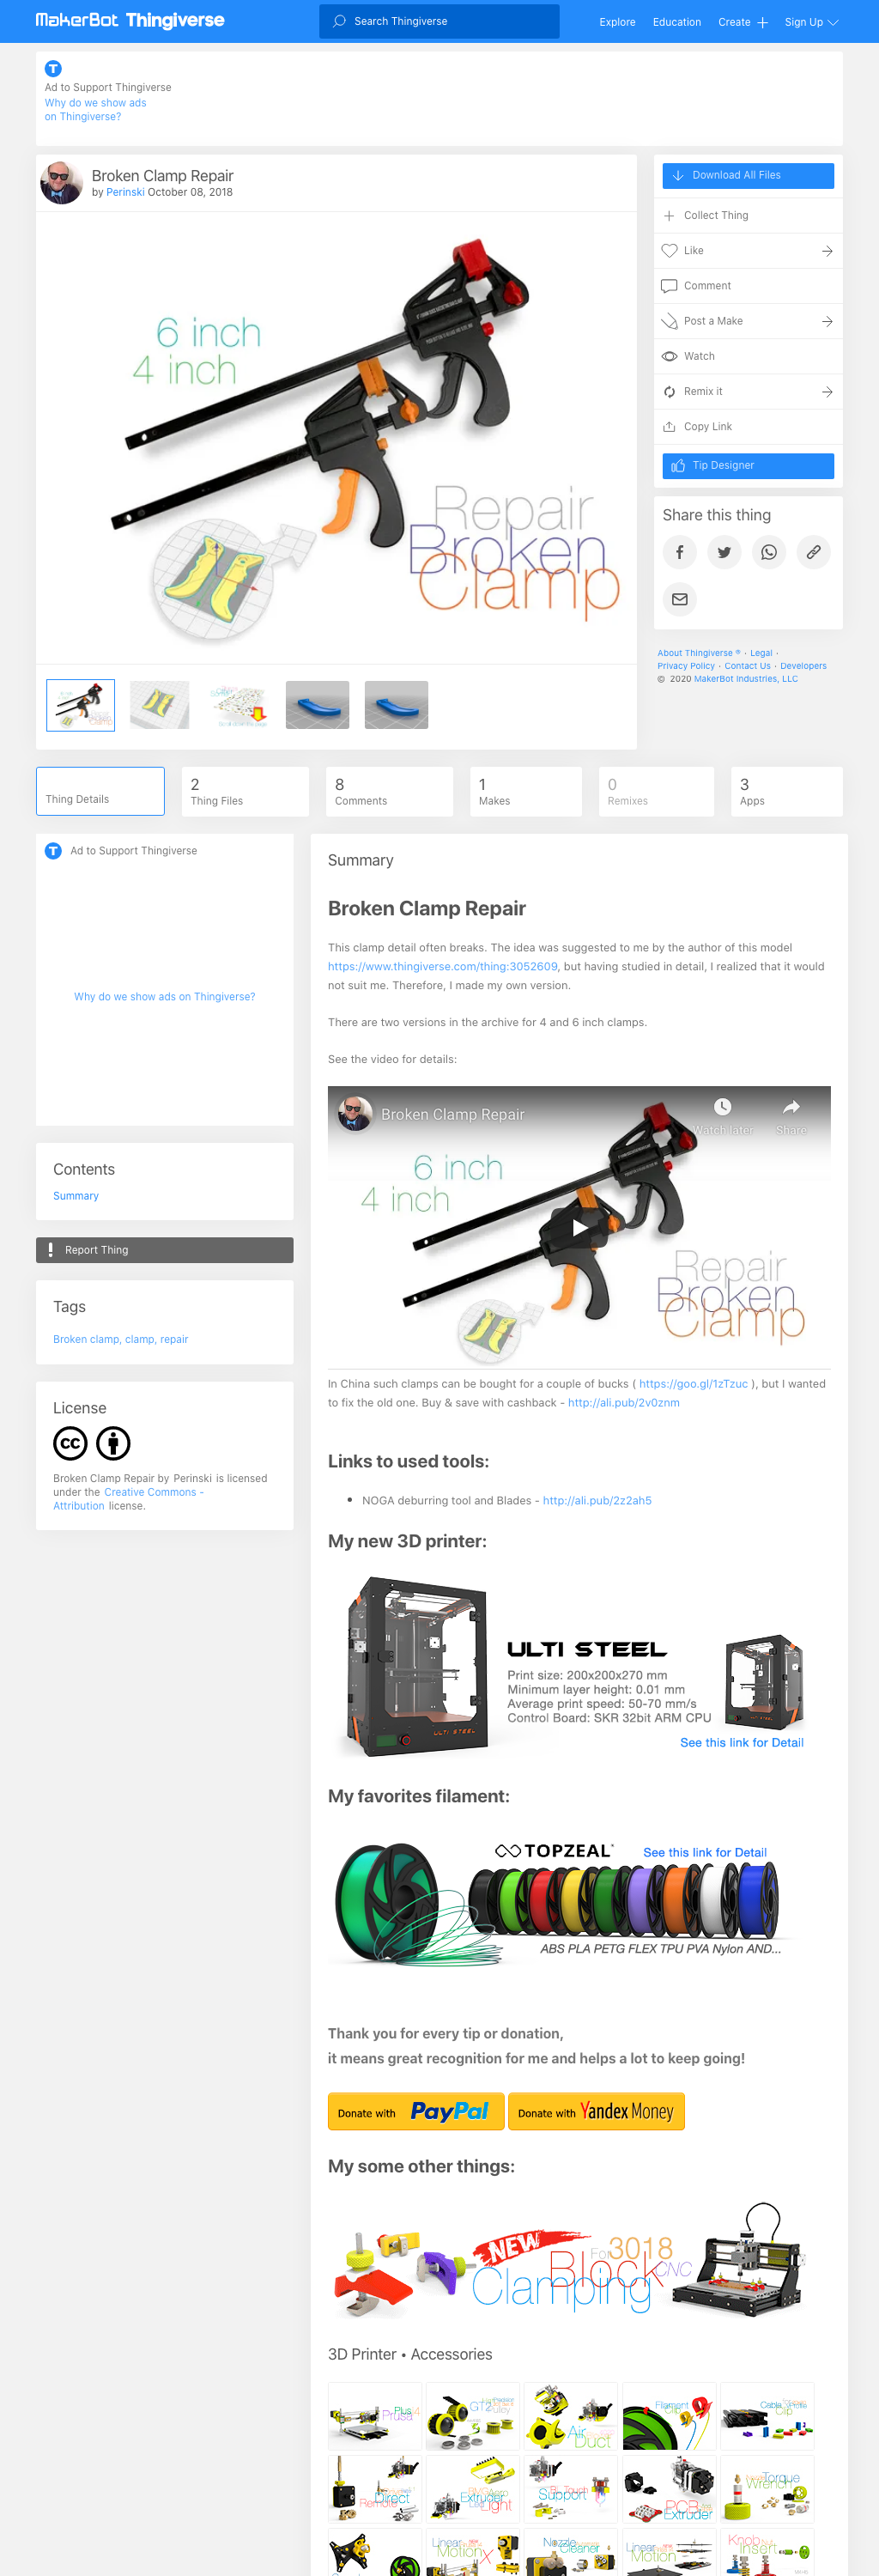 MakerBot Thingiverse
Search Thingiverse
Explore Education Create Sign Up
Ad to Support Thingiverse
Why do we show ads
on Thingiverse?
Broken Clamp Repair
by Perinski October 08, 2018
6 inch
4 inch
Repair
Broken
Clamp
Download All Files
Collect Thing
Like
Comment
Post a Make
Watch
Remix it
Copy Link
Tip Designer
Share this thing
About Thingiverse ® · Legal ·
Privacy Policy · Contact Us · Developers
© 2020 MakerBot Industries, LLC
Thing Details
2
Thing Files
8
Comments
1
Makes
0
Remixes
3
Apps
Ad to Support Thingiverse
Why do we show ads on Thingiverse?
Contents
Summary
Report Thing
Tags
Broken clamp, clamp, repair
License
Broken Clamp Repair by Perinski is licensed
under the Creative Commons -
Attribution license.
Summary
Broken Clamp Repair
This clamp detail often breaks. The idea was suggested to me by the author of this model
https://www.thingiverse.com/thing:3052609, but having studied in detail, I realized that it would
not suit me. Therefore, I made my own version.
There are two versions in the archive for 4 and 6 inch clamps.
See the video for details:
Broken Clamp Repair
Watch later
Share
6 inch
4 inch
Repair
Broken
Clamp
In China such clamps can be bought for a couple of bucks ( https://goo.gl/1zTzuc ), but I wanted
to fix the old one. Buy & save with cashback - http://ali.pub/2v0znm
Links to used tools:
• NOGA deburring tool and Blades - http://ali.pub/2z2ah5
My new 3D printer:
ULTI STEEL
ULTI STEEL
Print size: 200x200x270 mm
Minimum layer height: 0.01 mm
Average print speed: 50-70 mm/s
Control Board: SKR 32bit ARM CPU
See this link for Detail
My favorites filament:
TOPZEAL
See this link for Detail
ABS PLA PETG FLEX TPU PVA Nylon AND...
Thank you for every tip or donation,
it means great recognition for me and helps a lot to keep going!
Donate with PayPal
Donate with Yandex Money
My some other things:
NEW
For 3018
Block CNC
Clamping
3D Printer • Accessories
Plus
Prusa
GT2
Pulley
Air
Duct
Filament
Clip
Cable
Clip
Direct
Remote
Extruder
Light
BL Touch
Support
PCB
Extruder
Torque
Wrench
Linear
Motion X
Nozzle
Cleaner
Linear
Motion
Knob
Insert